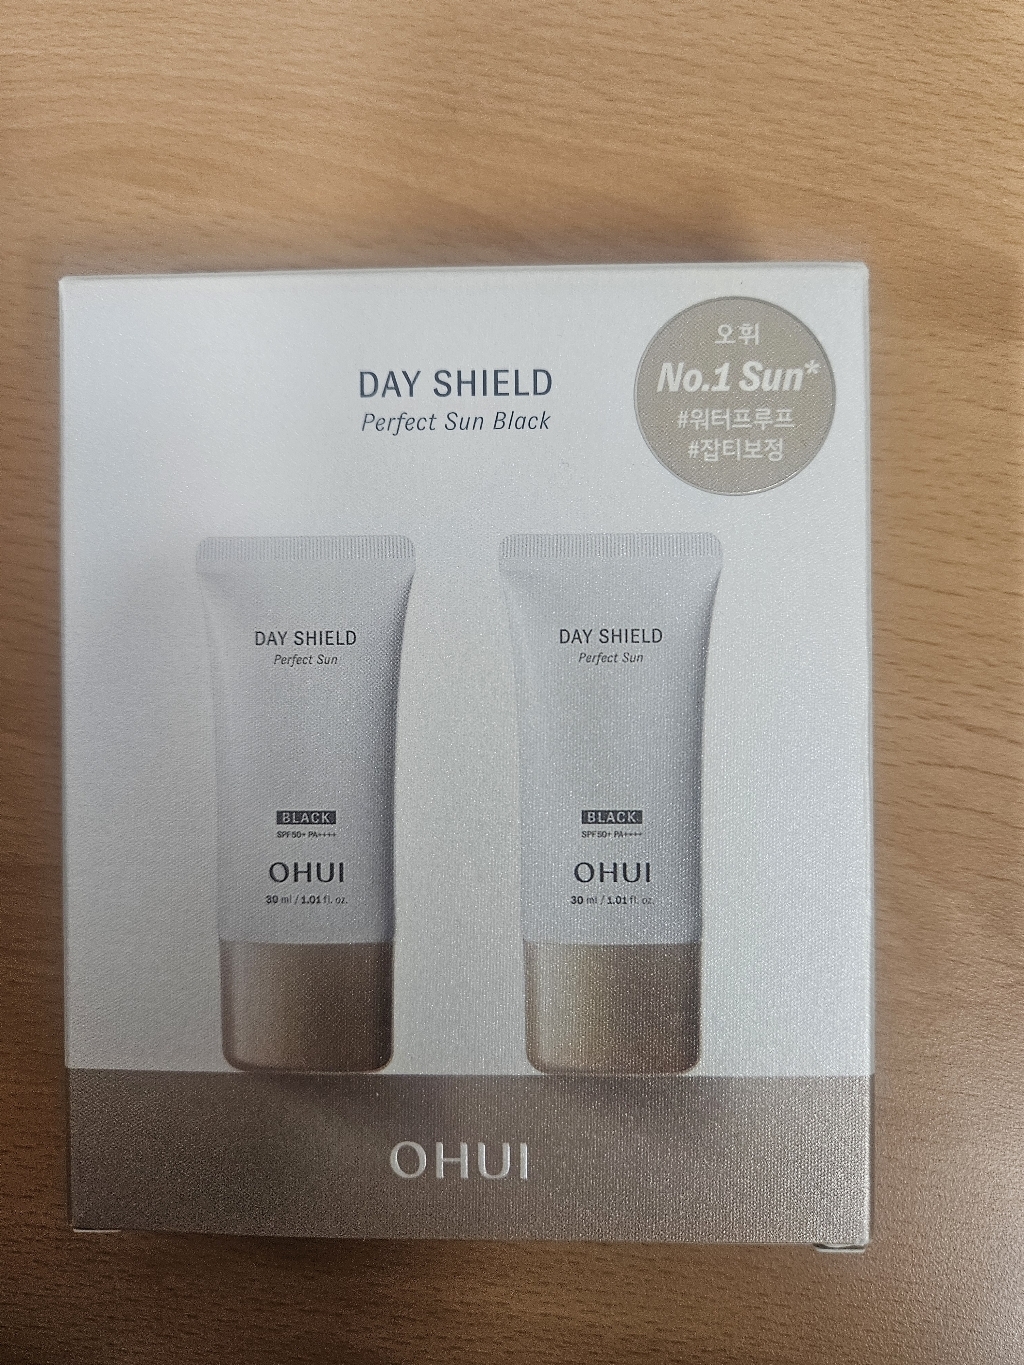 DAY SHIELD
Perfect Sun Black
오휘
No.1 Sun*
#워터프루프
#잡티보정
DAY SHIELD
Perfect Sun
BLACK
SPF50+ PA++++
OHUI
30 ml / 1.01 fl. oz.
DAY SHIELD
Perfect Sun
BLACK
SPF50+ PA++++
OHUI
30 ml / 1.01 fl. oz.
OHUI